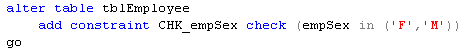 alter table tblEmployee
    add constraint CHK_empSex check (empSex in ('F','M'))
go